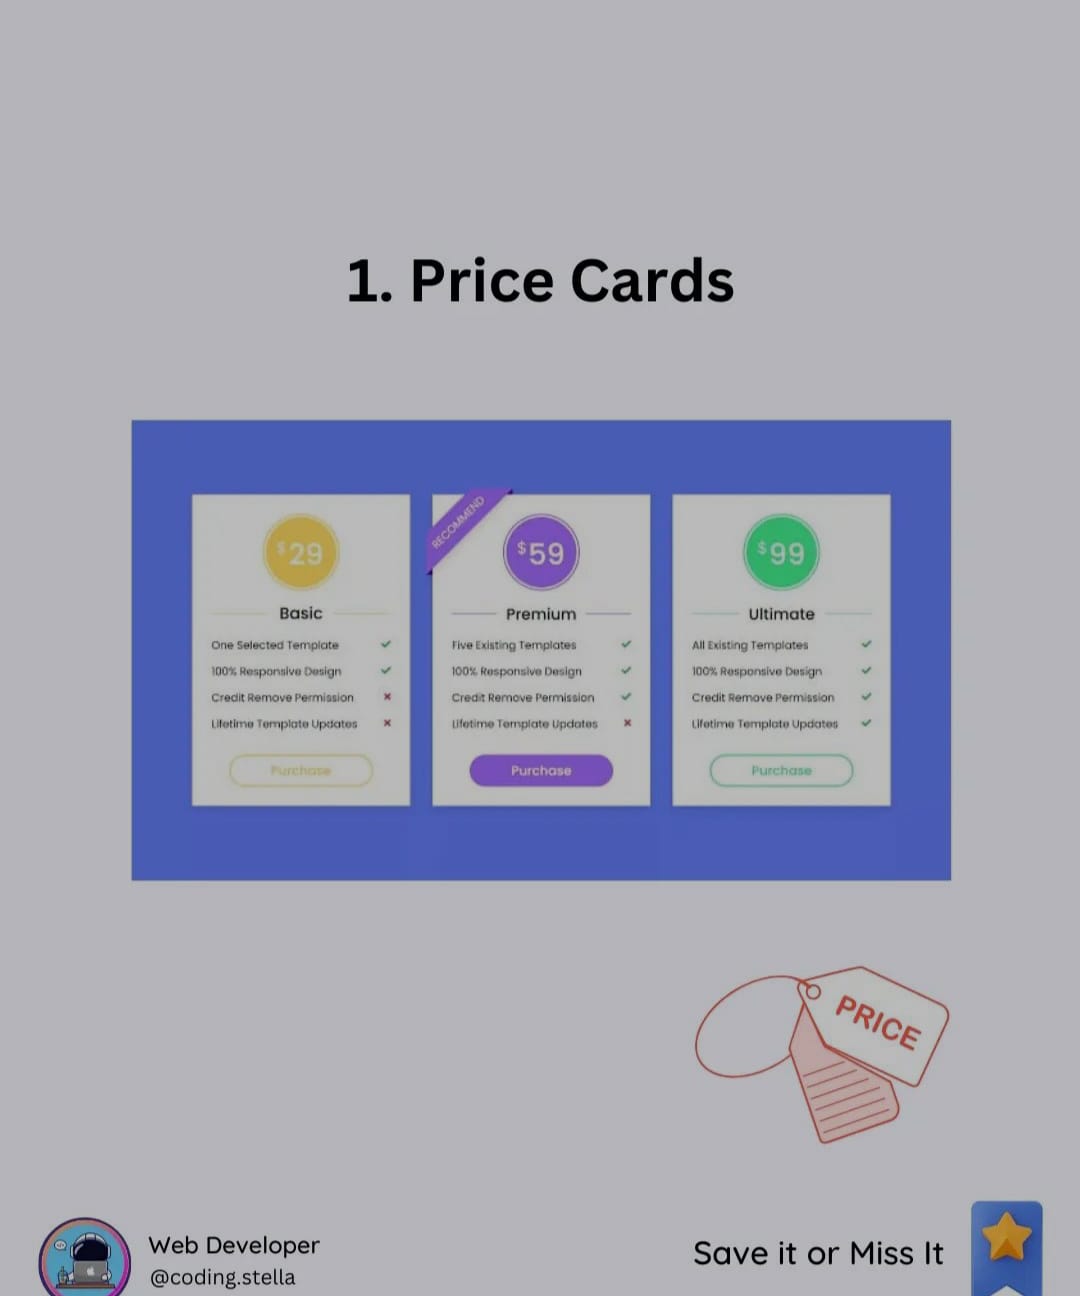 1. Price Cards
$29
Basic
One Selected Template
100% Responsive Design
Credit Remove Permission
Lifetime Template Updates
Purchase
RECOMMEND
$59
Premium
Five Existing Templates
100% Responsive Design
Credit Remove Permission
Lifetime Template Updates
Purchase
$99
Ultimate
All Existing Templates
100% Responsive Design
Credit Remove Permission
Lifetime Template Updates
Purchase
PRICE
Web Developer
@coding.stella
Save it or Miss It